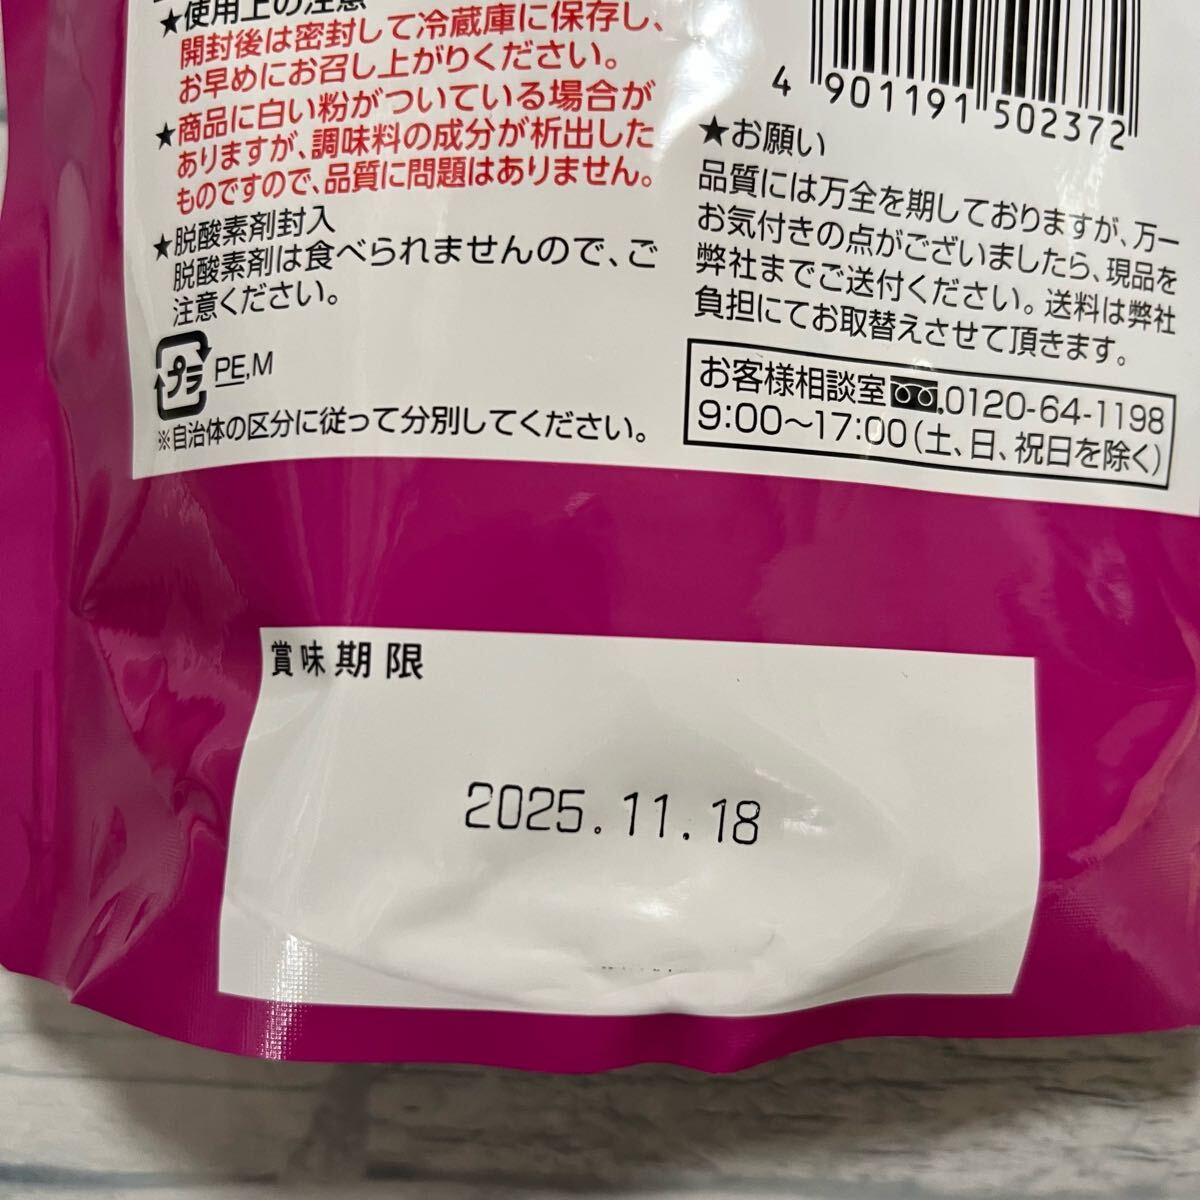 ★使用上の注意
開封後は密封して冷蔵庫に保存し、
お早めにお召し上がりください。
★商品に白い粉がついている場合が
ありますが、調味料の成分が析出した
ものですので、品質に問題はありません。
★脱酸素剤封入
脱酸素剤は食べられませんので、ご
注意ください。
プラ PE,M
※自治体の区分に従って分別してください。
4 901191 502372
★お願い
品質には万全を期しておりますが、万一
お気付きの点がございましたら、現品を
弊社までご送付ください。送料は弊社
負担にてお取替えさせて頂きます。
お客様相談室 0120-64-1198
9:00〜17:00(土、日、祝日を除く)
賞味期限
2025.11.18